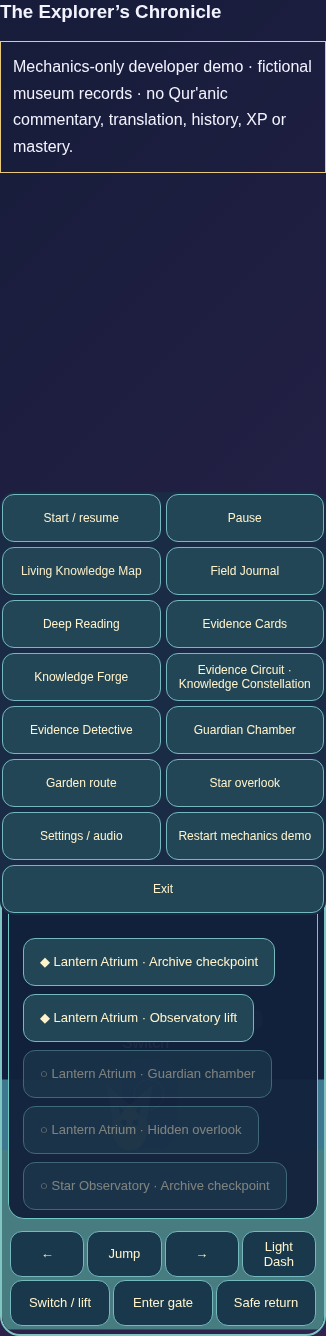 The Explorer’s Chronicle
Mechanics-only developer demo · fictional
museum records · no Qur'anic
commentary, translation, history, XP or
mastery.
Start / resume
Pause
Living Knowledge Map
Field Journal
Deep Reading
Evidence Cards
Knowledge Forge
Evidence Circuit ·
Knowledge Constellation
Evidence Detective
Guardian Chamber
Garden route
Star overlook
Settings / audio
Restart mechanics demo
Exit
◆ Lantern Atrium · Archive checkpoint
◆ Lantern Atrium · Observatory lift
Switch
○ Lantern Atrium · Guardian chamber
○ Lantern Atrium · Hidden overlook
○ Star Observatory · Archive checkpoint
←
Jump
→
Light
Dash
Switch / lift
Enter gate
Safe return